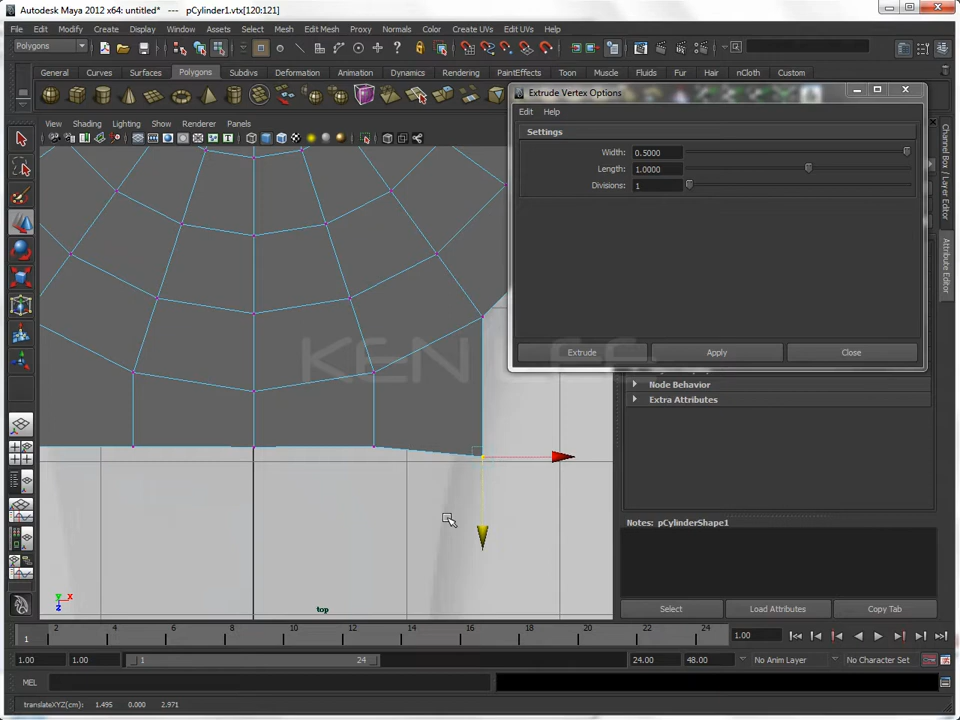 Autodesk Maya 2012 x64: untitled* --- pCylinder1.vtx[120:121]
File Edit Modify Create Display Window Assets Select Mesh Edit Mesh Proxy Normals Color Create UVs Edit UVs Help
Polygons
General Curves Surfaces Polygons Subdivs Deformation Animation Dynamics Rendering PaintEffects Toon Muscle Fluids Fur Hair nCloth Custom
Extrude Vertex Options
Edit Help
View Shading Lighting Show Renderer Panels
Settings
Width: 0.5000
Length: 1.0000
Divisions: 1
Channel Box / Layer Editor
Attribute Editor
KEN LEE
Extrude Apply Close
Node Behavior
Extra Attributes
Notes: pCylinderShape1
Y X
Z
top
Select Load Attributes Copy Tab
1 2 4 6 8 10 12 14 16 18 20 22 24 1.00
1.00 1.00 1 24 24.00 48.00 No Anim Layer No Character Set
MEL
translateXYZ(cm): 1.495 0.000 2.971